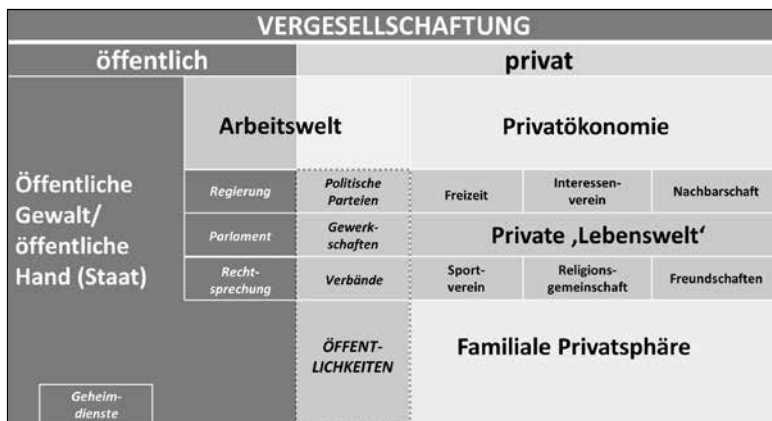 VERGESELLSCHAFTUNG
öffentlich
privat
Arbeitswelt
Privatökonomie
Öffentliche
Gewalt/
öffentliche
Hand (Staat)
Regierung
Politische
Parteien
Freizeit
Interessen-
verein
Nachbarschaft
Parlament
Gewerk-
schaften
Private ‚Lebenswelt‘
Recht-
sprechung
Verbände
Sport-
verein
Religions-
gemeinschaft
Freundschaften
ÖFFENT-
LICHKEITEN
Familiale Privatsphäre
Geheim-
dienste